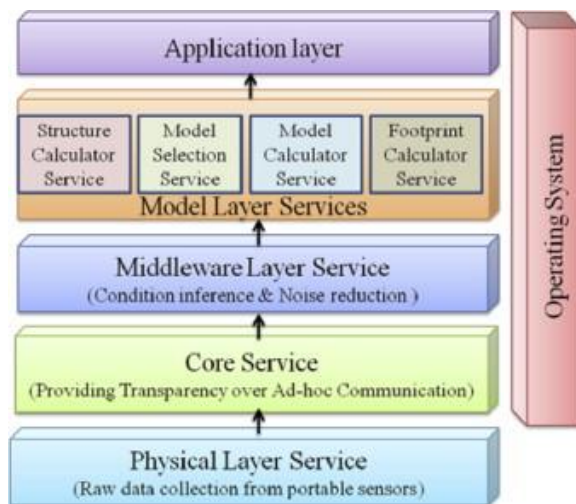 Application layer
Structure
Calculator
Service
Model
Selection
Service
Model
Calculator
Service
Footprint
Calculator
Service
Model Layer Services
Middleware Layer Service
(Condition inference & Noise reduction )
Core Service
(Providing Transparency over Ad-hoc Communication)
Physical Layer Service
(Raw data collection from portable sensors)
Operating System